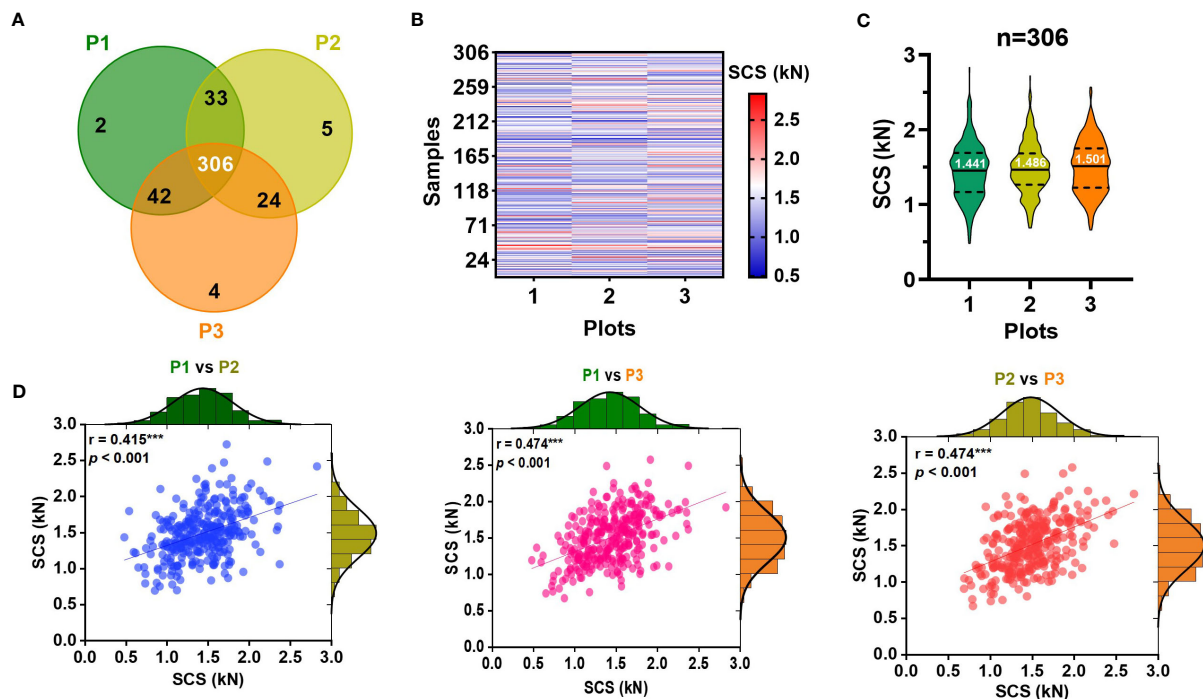 A
P1
P2
2
33
5
306
42
24
4
P3
B
306
259
212
165
118
71
24
Samples
1 2 3
Plots
SCS (kN)
2.5
2.0
1.5
1.0
0.5
C
n=306
3
2
1
0
SCS (kN)
1.441
1.486
1.501
1 2 3
Plots
D
P1 vs P2
r = 0.415***
p < 0.001
3.0
2.5
2.0
1.5
1.0
0.5
0.0
SCS (kN)
0.0 0.5 1.0 1.5 2.0 2.5 3.0
SCS (kN)
P1 vs P3
r = 0.474***
p < 0.001
3.0
2.5
2.0
1.5
1.0
0.5
0.0
SCS (kN)
0.0 0.5 1.0 1.5 2.0 2.5 3.0
SCS (kN)
P2 vs P3
r = 0.474***
p < 0.001
3.0
2.5
2.0
1.5
1.0
0.5
0.0
SCS (kN)
0.0 0.5 1.0 1.5 2.0 2.5 3.0
SCS (kN)